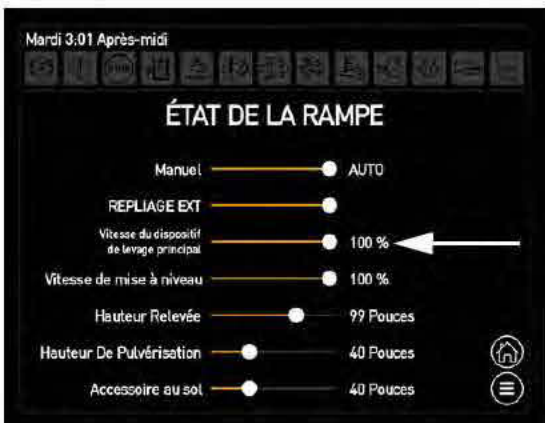 Mardi 3:01 Après-midi
ÉTAT DE LA RAMPE
Manuel AUTO
REPLIAGE EXT
Vitesse du dispositif
de levage principal 100 %
Vitesse de mise à niveau 100 %
Hauteur Relevée 99 Pouces
Hauteur De Pulvérisation 40 Pouces
Accessoire au sol 40 Pouces